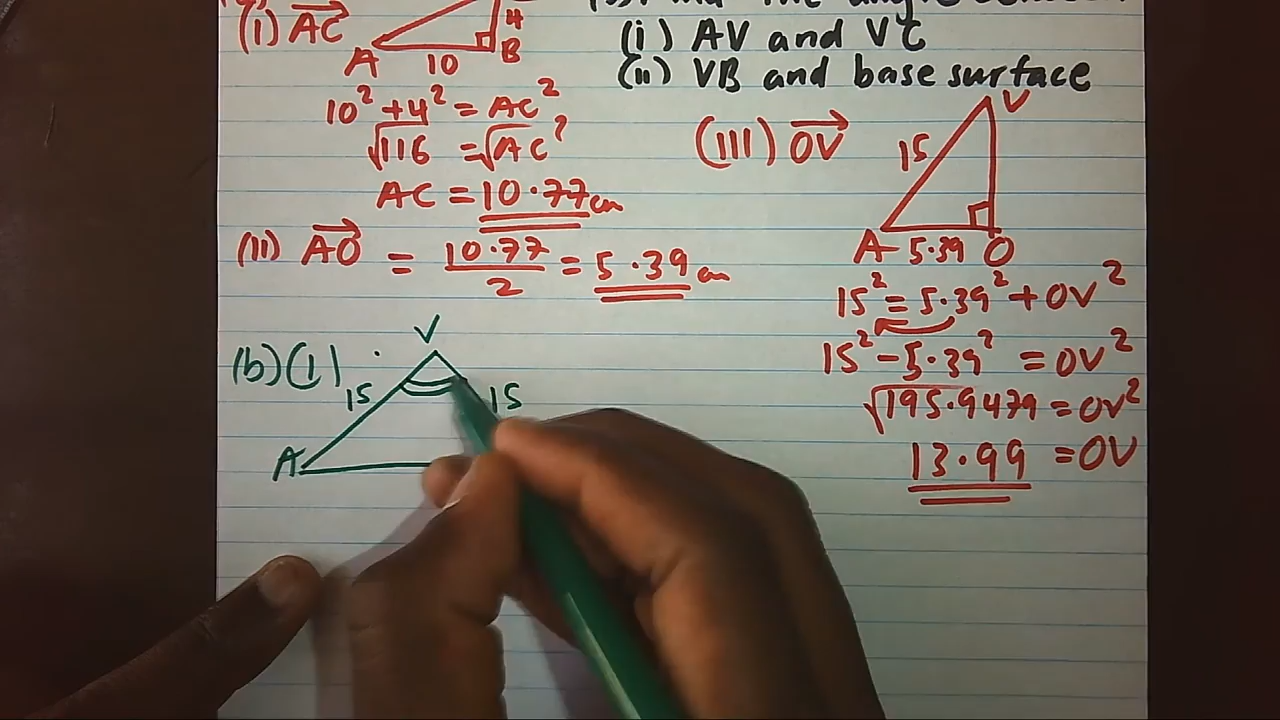 (i) AC
4
A 10 B
10² + 4² = AC²
√116 = √AC²
AC = 10.77cm
(ii) AO = 10.77 / 2 = 5.39 cm
(b)(i)
V
15 15
A
(i) AV and VC
(ii) VB and base surface
(iii) OV
V
15
A 5.39 O
15² = 5.39² + OV²
15² - 5.39² = OV²
√195.9479 = OV²
13.99 = OV